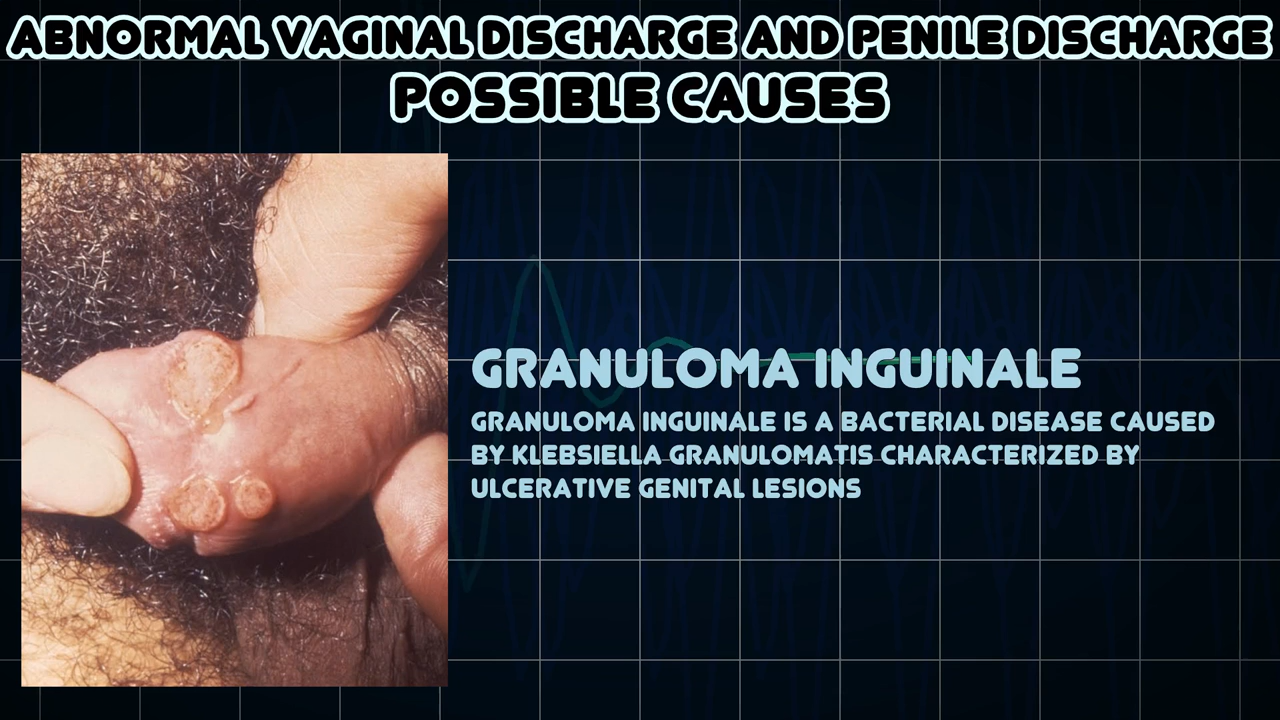 ABNORMAL VAGINAL DISCHARGE AND PENILE DISCHARGE
POSSIBLE CAUSES
GRANULOMA INGUINALE
GRANULOMA INGUINALE IS A BACTERIAL DISEASE CAUSED
BY KLEBSIELLA GRANULOMATIS CHARACTERIZED BY
ULCERATIVE GENITAL LESIONS